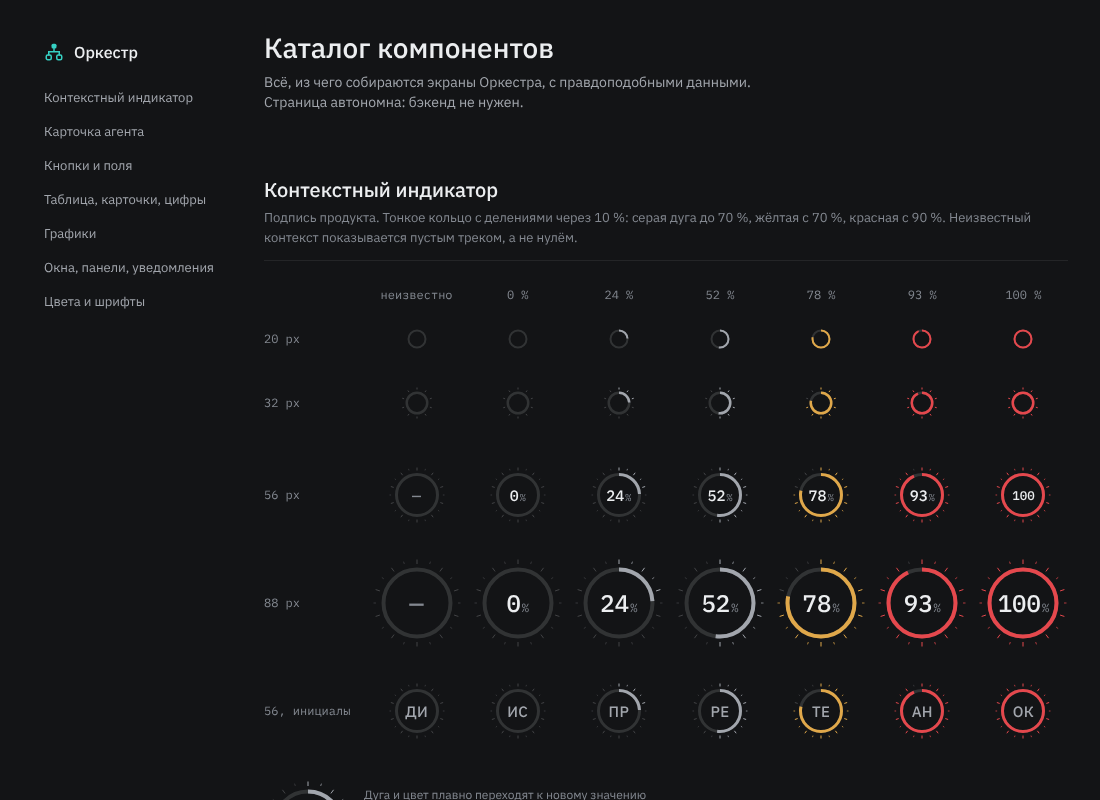 Оркестр
Контекстный индикатор
Карточка агента
Кнопки и поля
Таблица, карточки, цифры
Графики
Окна, панели, уведомления
Цвета и шрифты
Каталог компонентов
Всё, из чего собираются экраны Оркестра, с правдоподобными данными.
Страница автономна: бэкенд не нужен.
Контекстный индикатор
Подпись продукта. Тонкое кольцо с делениями через 10 %: серая дуга до 70 %, жёлтая с 70 %, красная с 90 %. Неизвестный
контекст показывается пустым треком, а не нулём.
неизвестно 0 % 24 % 52 % 78 % 93 % 100 %
20 px
32 px
56 px — 0% 24% 52% 78% 93% 100
88 px — 0% 24% 52% 78% 93% 100%
56, инициалы ДИ ИС ПР РЕ ТЕ АН ОК
Дуга и цвет плавно переходят к новому значению